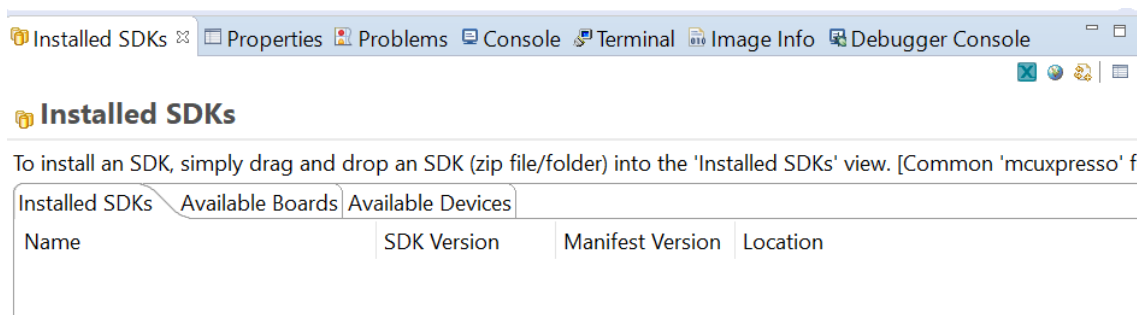 Installed SDKs Properties Problems Console Terminal Image Info Debugger Console
Installed SDKs
To install an SDK, simply drag and drop an SDK (zip file/folder) into the 'Installed SDKs' view. [Common 'mcuxpresso' f
Installed SDKs Available Boards Available Devices
Name SDK Version Manifest Version Location